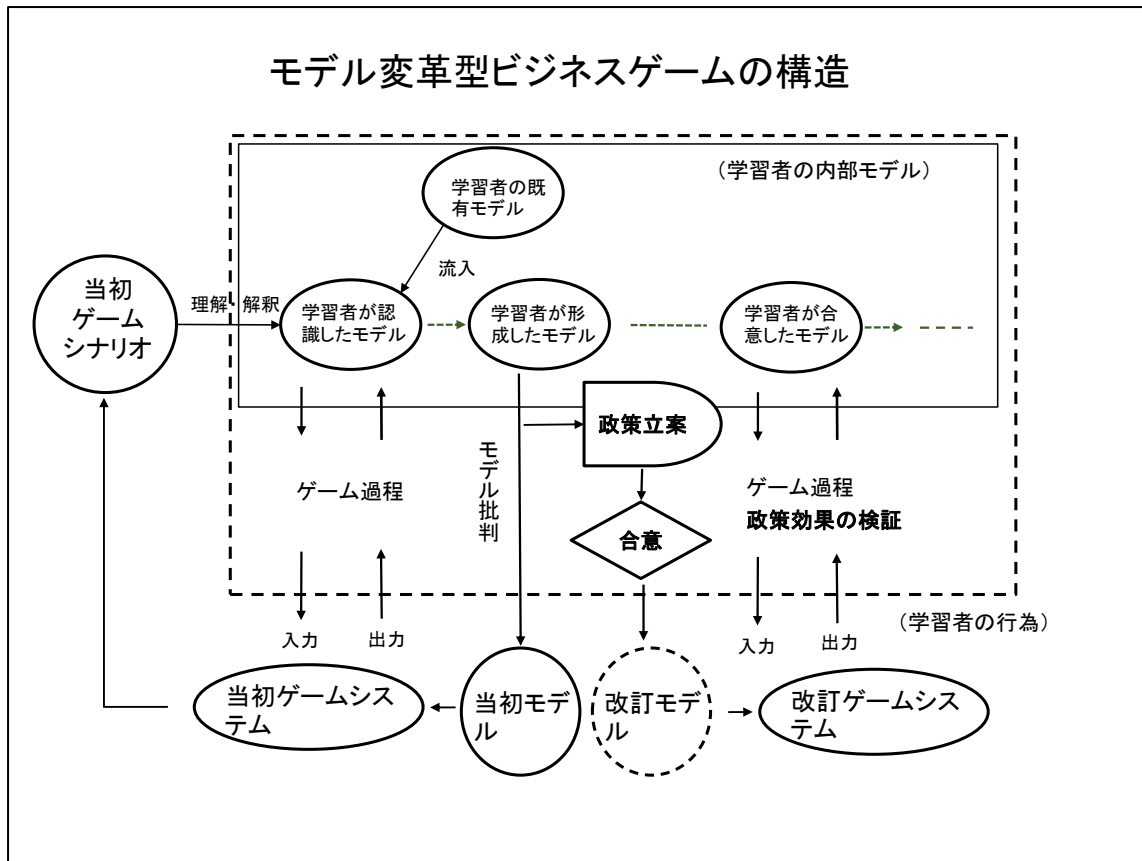 モデル変革型ビジネスゲームの構造
（学習者の内部モデル）
学習者の既
有モデル
流入
当初
ゲーム
シナリオ
理解・解釈
学習者が認
識したモデル
学習者が形
成したモデル
学習者が合
意したモデル
政策立案
モデル批判
ゲーム過程
ゲーム過程
政策効果の検証
合意
（学習者の行為）
入力
出力
入力
出力
当初ゲームシス
テム
当初モデ
ル
改訂モデ
ル
改訂ゲームシス
テム